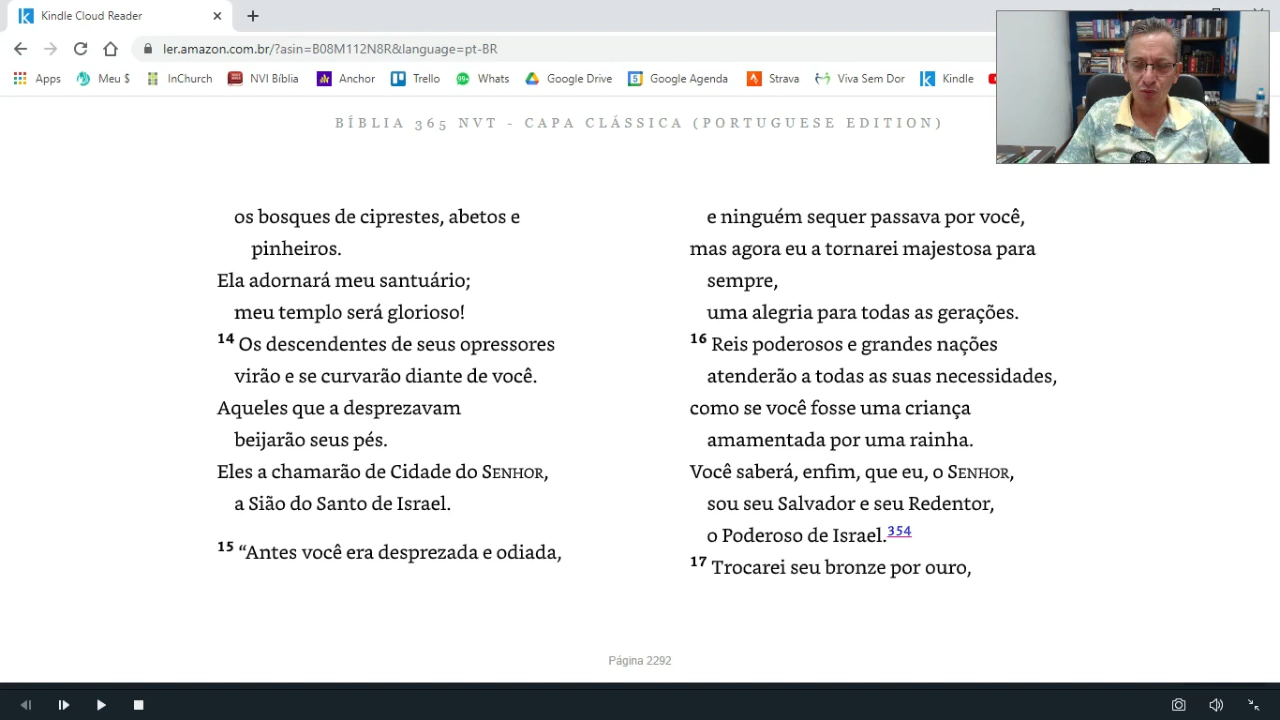 Kindle Cloud Reader
ler.amazon.com.br/?asin=B08M112N8R&language=pt-BR
Apps Meu $ InChurch NVI Bíblia Anchor Trello Whats Google Drive Google Agenda Strava Viva Sem Dor Kindle
BÍBLIA 365 NVT - CAPA CLÁSSICA (PORTUGUESE EDITION)
os bosques de ciprestes, abetos e
pinheiros.
Ela adornará meu santuário;
meu templo será glorioso!
14 Os descendentes de seus opressores
virão e se curvarão diante de você.
Aqueles que a desprezavam
beijarão seus pés.
Eles a chamarão de Cidade do SENHOR,
a Sião do Santo de Israel.
15 “Antes você era desprezada e odiada,
e ninguém sequer passava por você,
mas agora eu a tornarei majestosa para
sempre,
uma alegria para todas as gerações.
16 Reis poderosos e grandes nações
atenderão a todas as suas necessidades,
como se você fosse uma criança
amamentada por uma rainha.
Você saberá, enfim, que eu, o SENHOR,
sou seu Salvador e seu Redentor,
o Poderoso de Israel.354
17 Trocarei seu bronze por ouro,
Página 2292